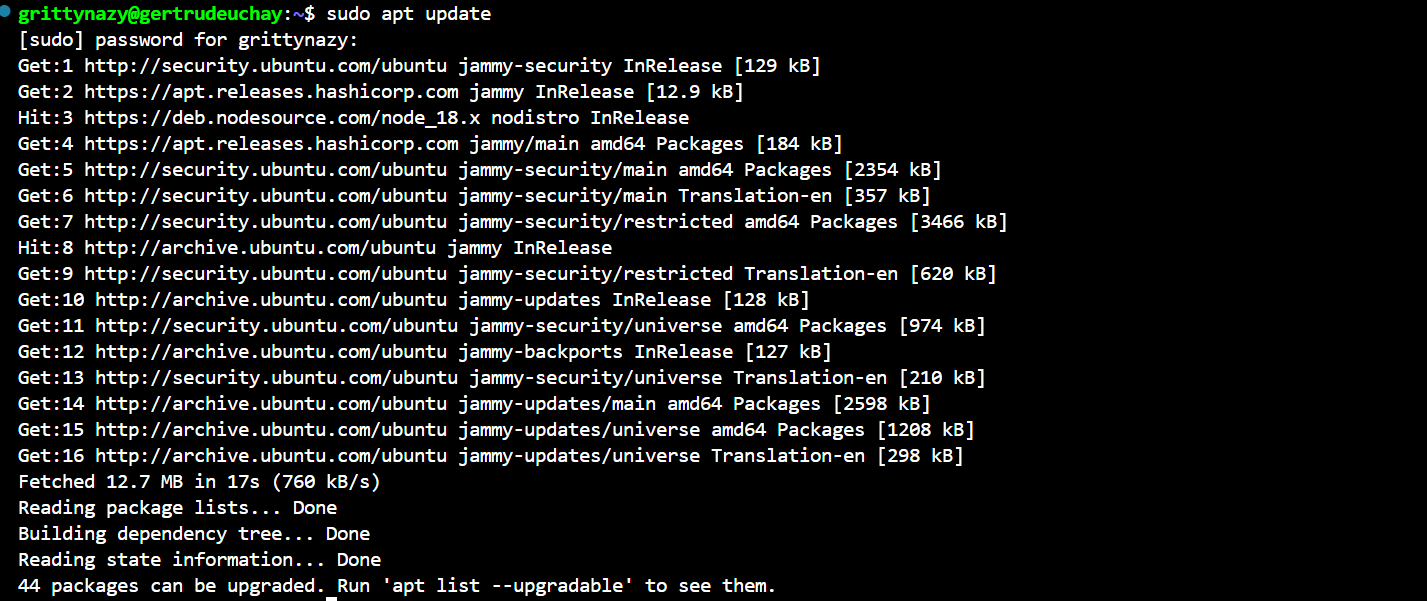 grittynazy@gertrudeuchay:~$ sudo apt update
[sudo] password for grittynazy:
Get:1 http://security.ubuntu.com/ubuntu jammy-security InRelease [129 kB]
Get:2 https://apt.releases.hashicorp.com jammy InRelease [12.9 kB]
Hit:3 https://deb.nodesource.com/node_18.x nodistro InRelease
Get:4 https://apt.releases.hashicorp.com jammy/main amd64 Packages [184 kB]
Get:5 http://security.ubuntu.com/ubuntu jammy-security/main amd64 Packages [2354 kB]
Get:6 http://security.ubuntu.com/ubuntu jammy-security/main Translation-en [357 kB]
Get:7 http://security.ubuntu.com/ubuntu jammy-security/restricted amd64 Packages [3466 kB]
Hit:8 http://archive.ubuntu.com/ubuntu jammy InRelease
Get:9 http://security.ubuntu.com/ubuntu jammy-security/restricted Translation-en [620 kB]
Get:10 http://archive.ubuntu.com/ubuntu jammy-updates InRelease [128 kB]
Get:11 http://security.ubuntu.com/ubuntu jammy-security/universe amd64 Packages [974 kB]
Get:12 http://archive.ubuntu.com/ubuntu jammy-backports InRelease [127 kB]
Get:13 http://security.ubuntu.com/ubuntu jammy-security/universe Translation-en [210 kB]
Get:14 http://archive.ubuntu.com/ubuntu jammy-updates/main amd64 Packages [2598 kB]
Get:15 http://archive.ubuntu.com/ubuntu jammy-updates/universe amd64 Packages [1208 kB]
Get:16 http://archive.ubuntu.com/ubuntu jammy-updates/universe Translation-en [298 kB]
Fetched 12.7 MB in 17s (760 kB/s)
Reading package lists... Done
Building dependency tree... Done
Reading state information... Done
44 packages can be upgraded. Run 'apt list --upgradable' to see them.